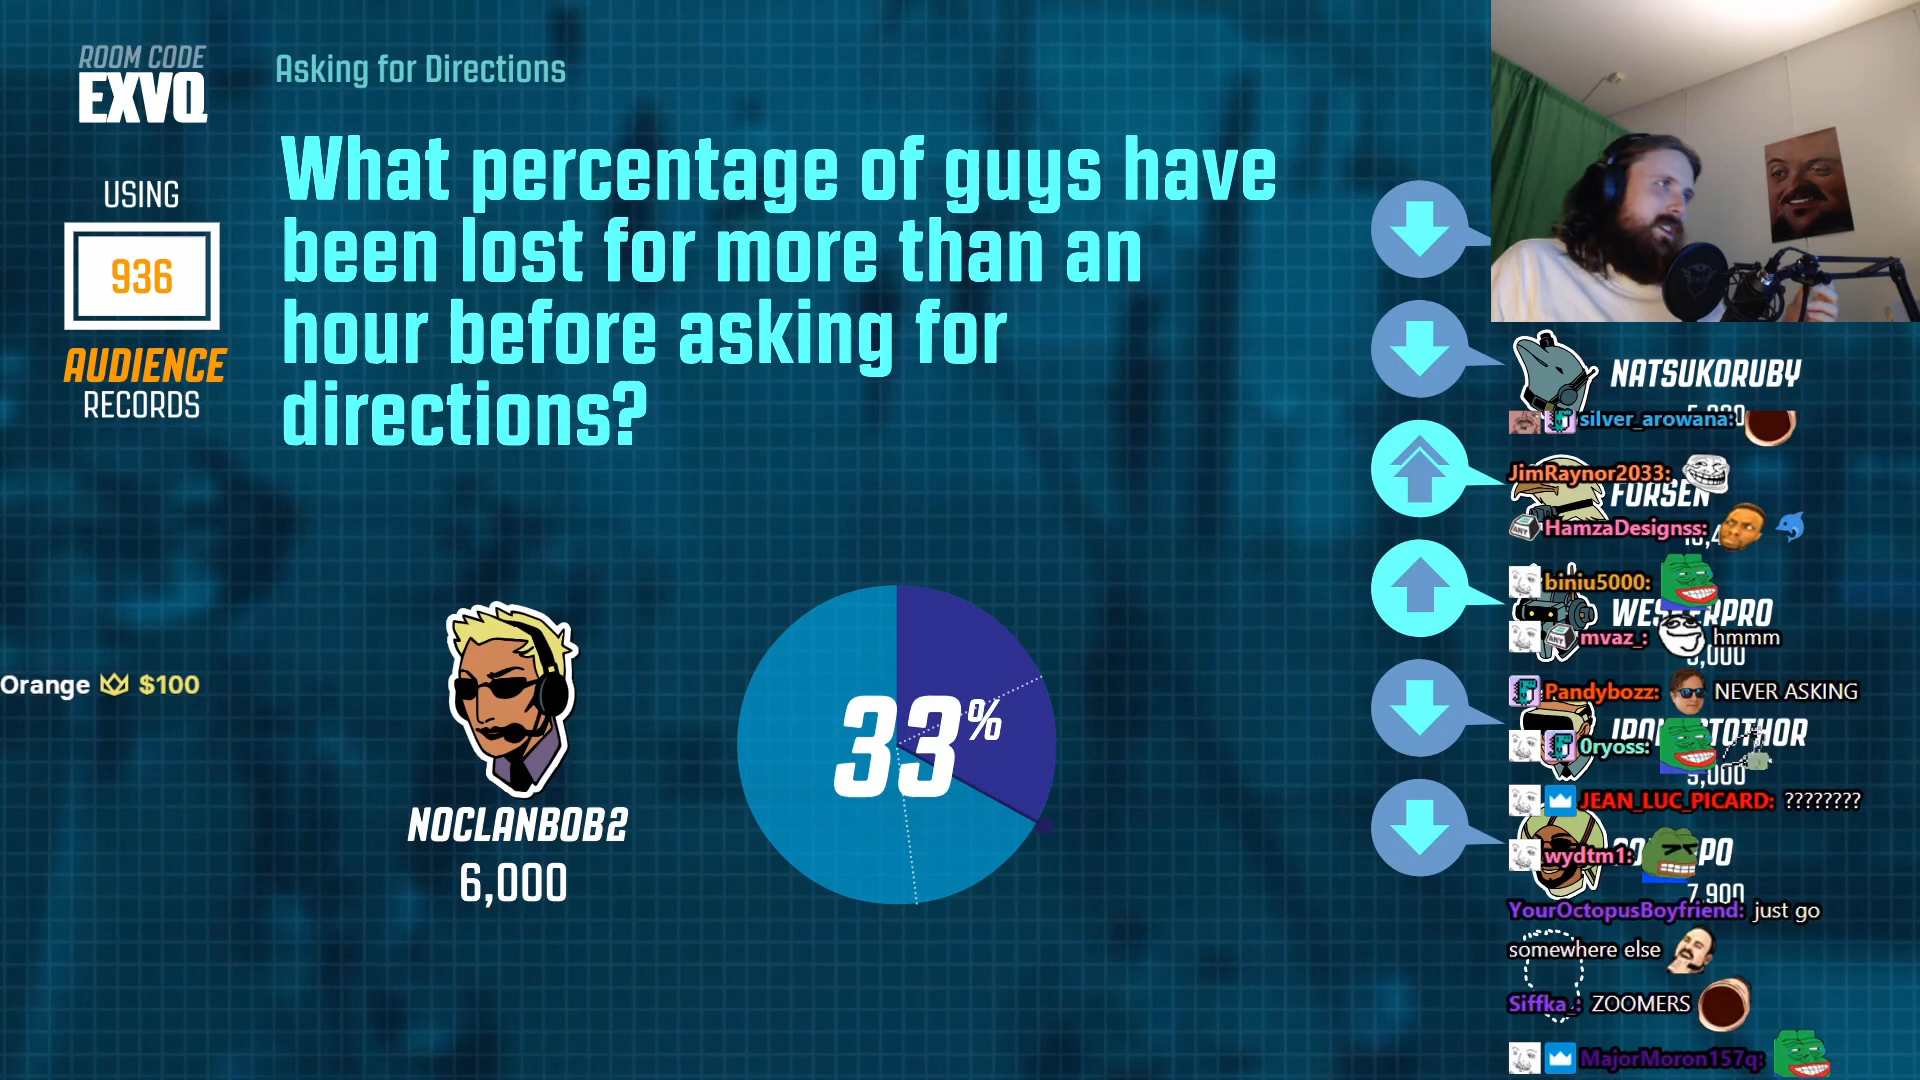 ROOM CODE
EXVQ
Asking for Directions
What percentage of guys have
been lost for more than an
hour before asking for
directions?
USING
936
AUDIENCE
RECORDS
Orange $100
33%
NOCLANBOB2
6,000
NATSUKORUBY
silver_arowana:
JimRaynor2033:
FORSEN
HamzaDesignss:
biniu5000:
mvaz_: hmmm
Pandybozz: NEVER ASKING
0ryoss:
JEAN_LUC_PICARD: ????????
wydtm1:
7,900
YourOctopusBoyfriend: just go
somewhere else
Siffka_: ZOOMERS
MajorMoron157q: